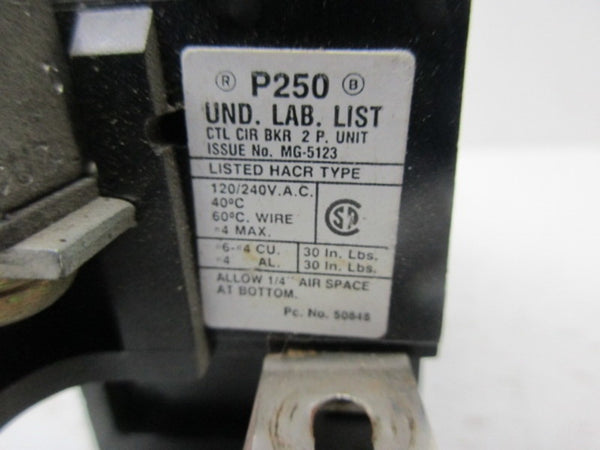 R P250 B
UND. LAB. LIST
CTL CIR BKR 2 P. UNIT
ISSUE No. MG-5123
LISTED HACR TYPE
120/240V.A.C.
40°C
60°C. WIRE
#4 MAX.
SA
#6-#4 CU. 30 In. Lbs.
#4 AL. 30 In. Lbs.
ALLOW 1/4" AIR SPACE
AT BOTTOM.
Pc. No. 50848